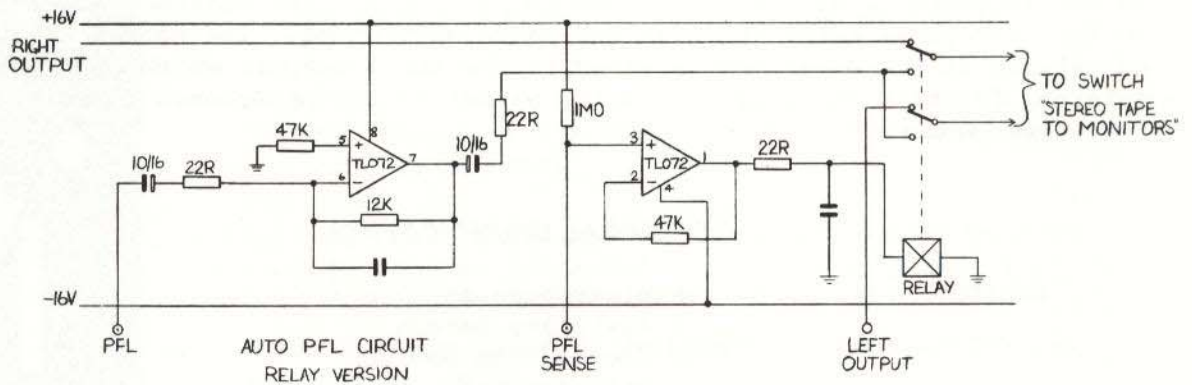 +16V
RIGHT
OUTPUT
10/16
22R
47K
5
8
+
TL072
7
6
−
12K
10/16
22R
1M0
3
+
TL072
1
2
−
4
47K
22R
TO SWITCH
"STEREO TAPE
TO MONITORS"
RELAY
-16V
PFL
AUTO PFL CIRCUIT
RELAY VERSION
PFL
SENSE
LEFT
OUTPUT